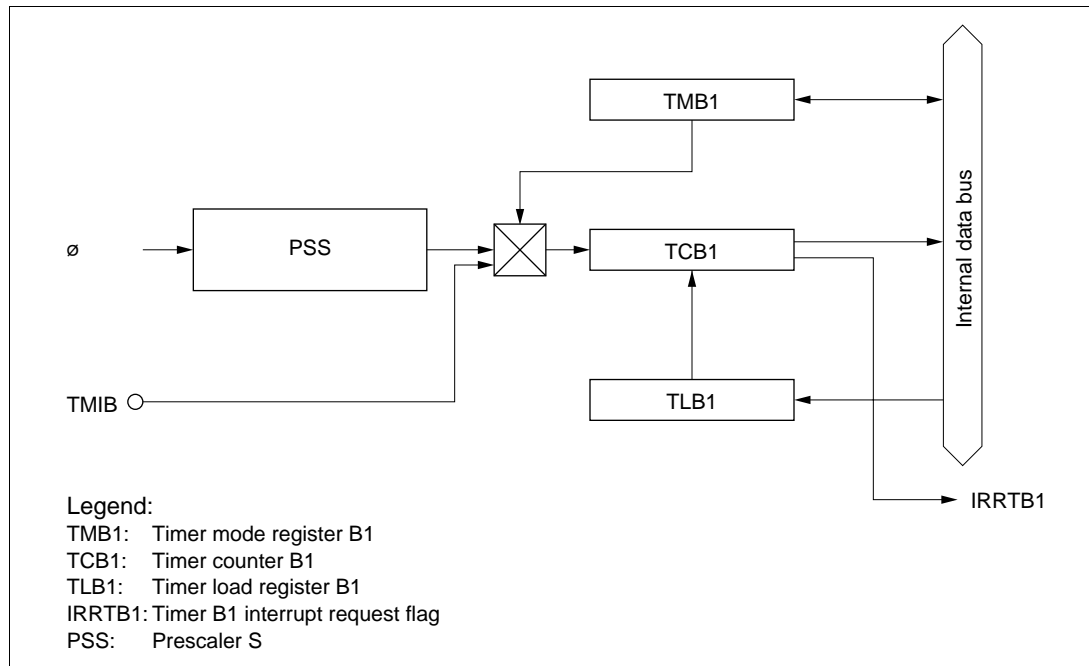 TMB1
ø
PSS
TCB1
Internal data bus
TMIB
TLB1
IRRTB1
Legend:
TMB1: Timer mode register B1
TCB1: Timer counter B1
TLB1: Timer load register B1
IRRTB1: Timer B1 interrupt request flag
PSS: Prescaler S